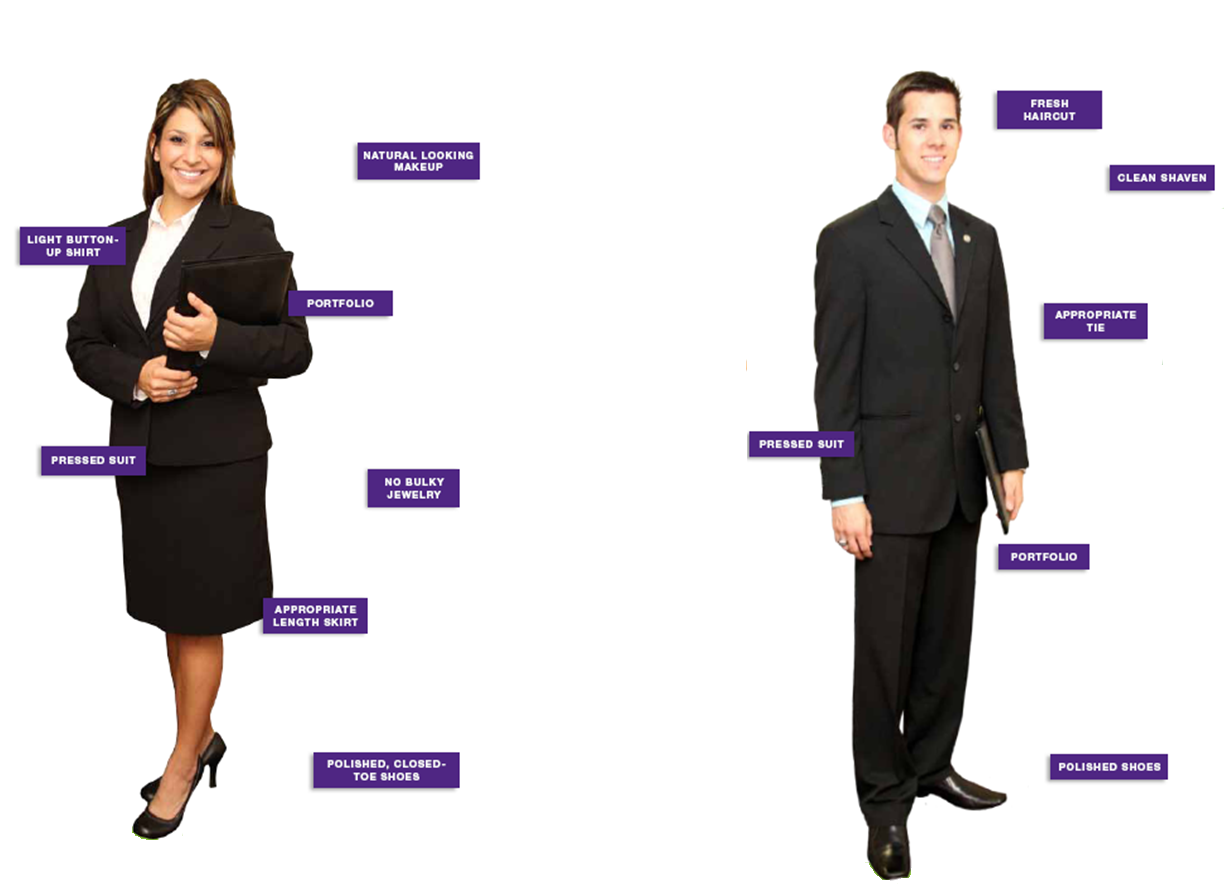 NATURAL LOOKING
MAKEUP
LIGHT BUTTON-
UP SHIRT
PORTFOLIO
PRESSED SUIT
NO BULKY
JEWELRY
APPROPRIATE
LENGTH SKIRT
POLISHED, CLOSED-
TOE SHOES
FRESH
HAIRCUT
CLEAN SHAVEN
APPROPRIATE
TIE
PRESSED SUIT
PORTFOLIO
POLISHED SHOES